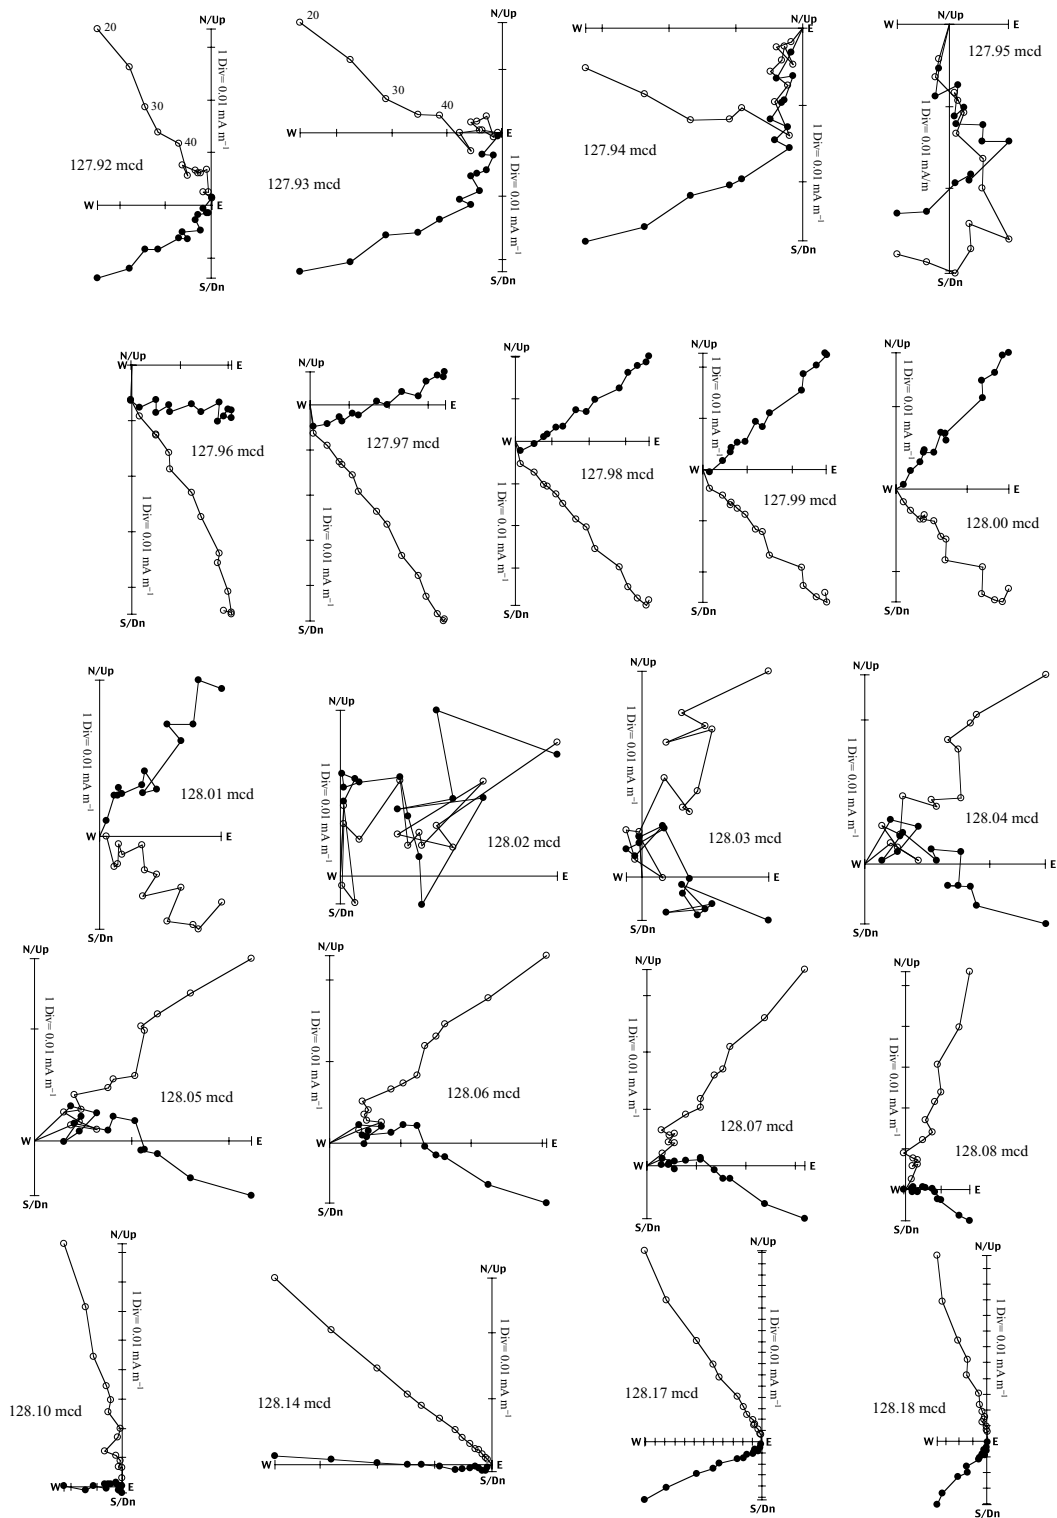 20
N/Up
1 Div= 0.01 mA m⁻¹
30
40
127.92 mcd
W
E
S/Dn
20
N/Up
30
40
W
E
1 Div= 0.01 mA m⁻¹
127.93 mcd
S/Dn
N/Up
W
E
127.94 mcd
1 Div= 0.01 mA m⁻¹
S/Dn
N/Up
W
E
127.95 mcd
1 Div= 0.01 mA/m
S/Dn
N/Up
W
E
127.96 mcd
1 Div= 0.01 mA m⁻¹
S/Dn
N/Up
W
E
127.97 mcd
1 Div= 0.01 mA m⁻¹
S/Dn
N/Up
W
E
127.98 mcd
1 Div= 0.01 mA m⁻¹
S/Dn
N/Up
1 Div= 0.01 mA m⁻¹
W
E
127.99 mcd
S/Dn
N/Up
1 Div= 0.01 mA m⁻¹
W
E
128.00 mcd
S/Dn
N/Up
1 Div= 0.01 mA m⁻¹
128.01 mcd
W
E
S/Dn
N/Up
1 Div= 0.01 mA m⁻¹
128.02 mcd
W
E
S/Dn
N/Up
1 Div= 0.01 mA m⁻¹
128.03 mcd
W
E
S/Dn
N/Up
1 Div= 0.01 mA m⁻¹
128.04 mcd
W
E
S/Dn
N/Up
1 Div= 0.01 mA m⁻¹
128.05 mcd
W
E
S/Dn
N/Up
1 Div= 0.01 mA m⁻¹
128.06 mcd
W
E
S/Dn
N/Up
1 Div= 0.01 mA m⁻¹
128.07 mcd
W
E
S/Dn
N/Up
1 Div= 0.01 mA m⁻¹
128.08 mcd
W
E
S/Dn
N/Up
1 Div= 0.01 mA m⁻¹
128.10 mcd
W
E
S/Dn
N/Up
1 Div= 0.01 mA m⁻¹
128.14 mcd
W
E
S/Dn
N/Up
1 Div= 0.01 mA m⁻¹
128.17 mcd
W
E
S/Dn
N/Up
1 Div= 0.01 mA m⁻¹
128.18 mcd
W
E
S/Dn